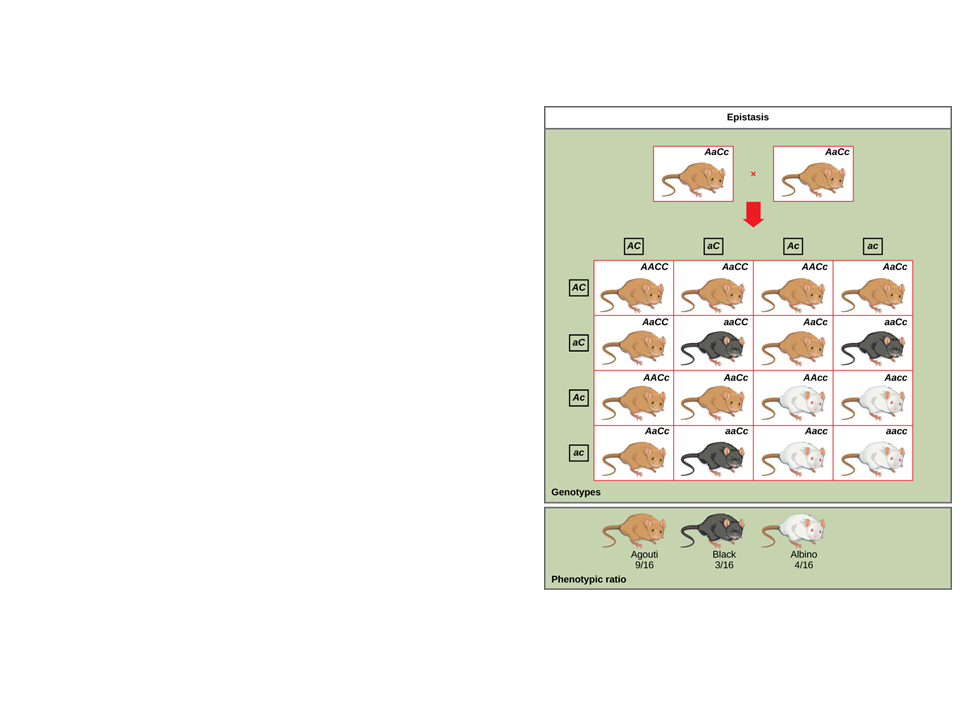 Epistasis
AaCc AaCc
×
AC aC Ac ac
AACC AaCC AACc AaCc
AC
AaCC aaCC AaCc aaCc
aC
AACc AaCc AAcc Aacc
Ac
AaCc aaCc Aacc aacc
ac
Genotypes
Agouti Black Albino
9/16 3/16 4/16
Phenotypic ratio